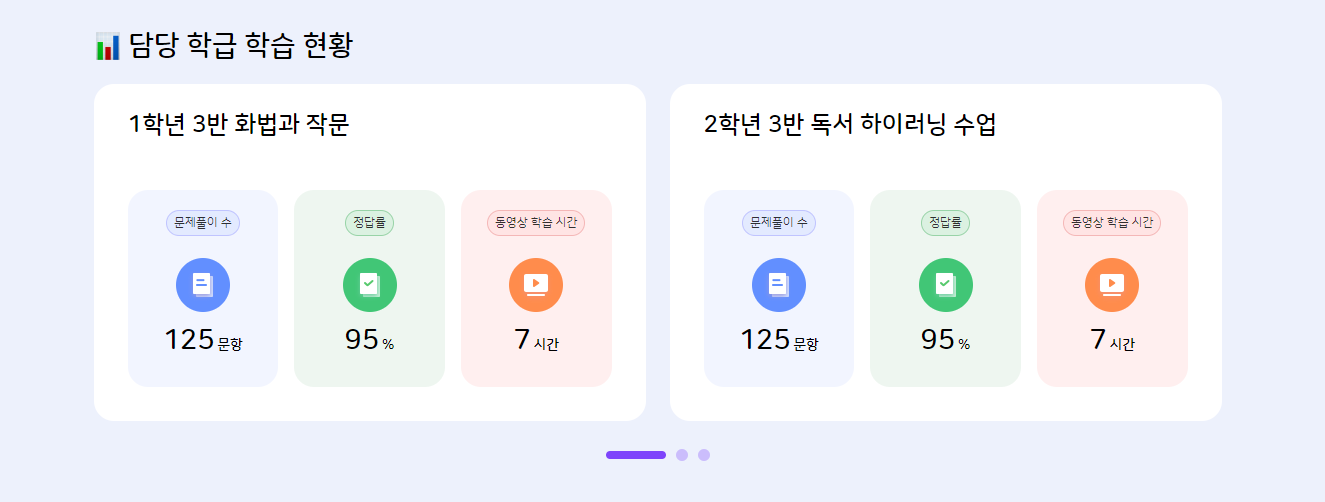 담당 학급 학습 현황
1학년 3반 화법과 작문
문제풀이 수
125 문항
정답률
95 %
동영상 학습 시간
7 시간
2학년 3반 독서 하이러닝 수업
문제풀이 수
125 문항
정답률
95 %
동영상 학습 시간
7 시간